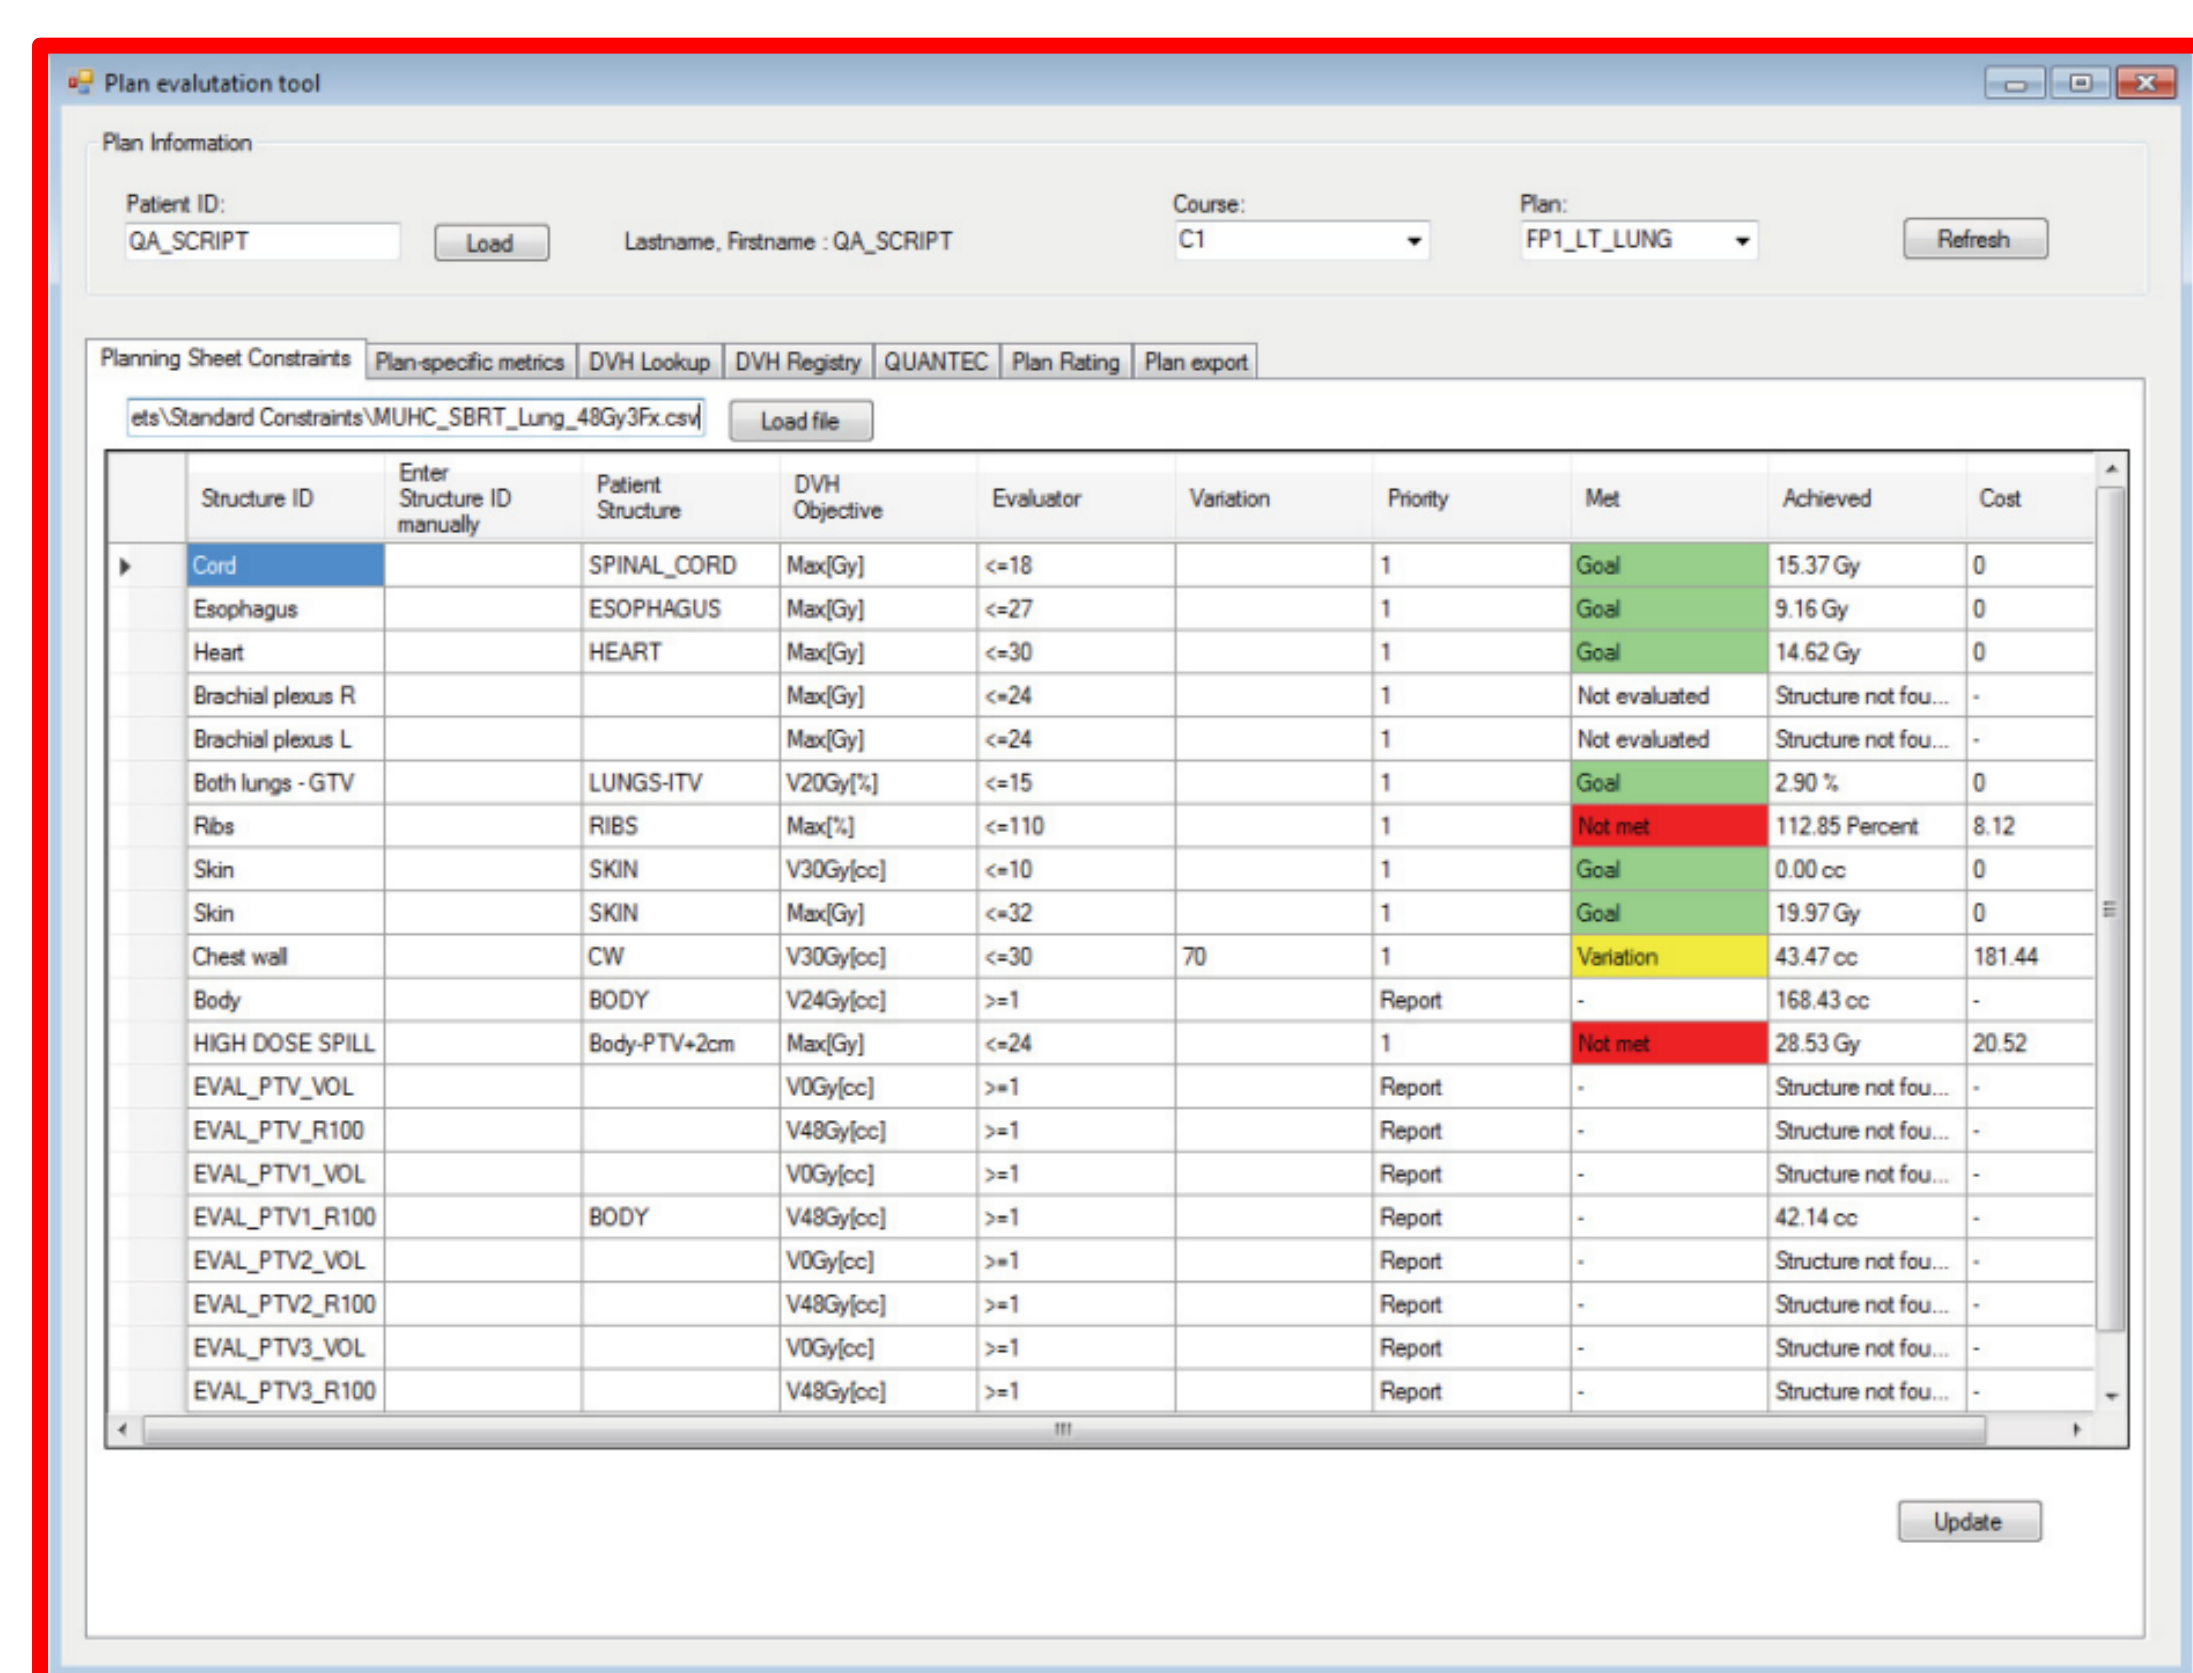 Plan evalutation tool
Plan Information
Patient ID:
Course:
Plan:
QA_SCRIPT
Load
Lastname, Firstname : QA_SCRIPT
C1
FP1_LT_LUNG
Refresh
Planning Sheet Constraints Plan-specific metrics DVH Lookup DVH Registry QUANTEC Plan Rating Plan export
ets\Standard Constraints\MUHC_SBRT_Lung_48Gy3Fx.csv Load file
Structure ID Enter Structure ID manually Patient Structure DVH Objective Evaluator Variation Priority Met Achieved Cost
Cord SPINAL_CORD Max[Gy] <=18 1 Goal 15.37 Gy 0
Esophagus ESOPHAGUS Max[Gy] <=27 1 Goal 9.16 Gy 0
Heart HEART Max[Gy] <=30 1 Goal 14.62 Gy 0
Brachial plexus R Max[Gy] <=24 1 Not evaluated Structure not fou... -
Brachial plexus L Max[Gy] <=24 1 Not evaluated Structure not fou... -
Both lungs - GTV LUNGS-ITV V20Gy[%] <=15 1 Goal 2.90 % 0
Ribs RIBS Max[%] <=110 1 Not met 112.85 Percent 8.12
Skin SKIN V30Gy[cc] <=10 1 Goal 0.00 cc 0
Skin SKIN Max[Gy] <=32 1 Goal 19.97 Gy 0
Chest wall CW V30Gy[cc] <=30 70 1 Variation 43.47 cc 181.44
Body BODY V24Gy[cc] >=1 Report - 168.43 cc -
HIGH DOSE SPILL Body-PTV+2cm Max[Gy] <=24 1 Not met 28.53 Gy 20.52
EVAL_PTV_VOL V0Gy[cc] >=1 Report - Structure not fou... -
EVAL_PTV_R100 V48Gy[cc] >=1 Report - Structure not fou... -
EVAL_PTV1_VOL V0Gy[cc] >=1 Report - Structure not fou... -
EVAL_PTV1_R100 BODY V48Gy[cc] >=1 Report - 42.14 cc -
EVAL_PTV2_VOL V0Gy[cc] >=1 Report - Structure not fou... -
EVAL_PTV2_R100 V48Gy[cc] >=1 Report - Structure not fou... -
EVAL_PTV3_VOL V0Gy[cc] >=1 Report - Structure not fou... -
EVAL_PTV3_R100 V48Gy[cc] >=1 Report - Structure not fou... -
Update